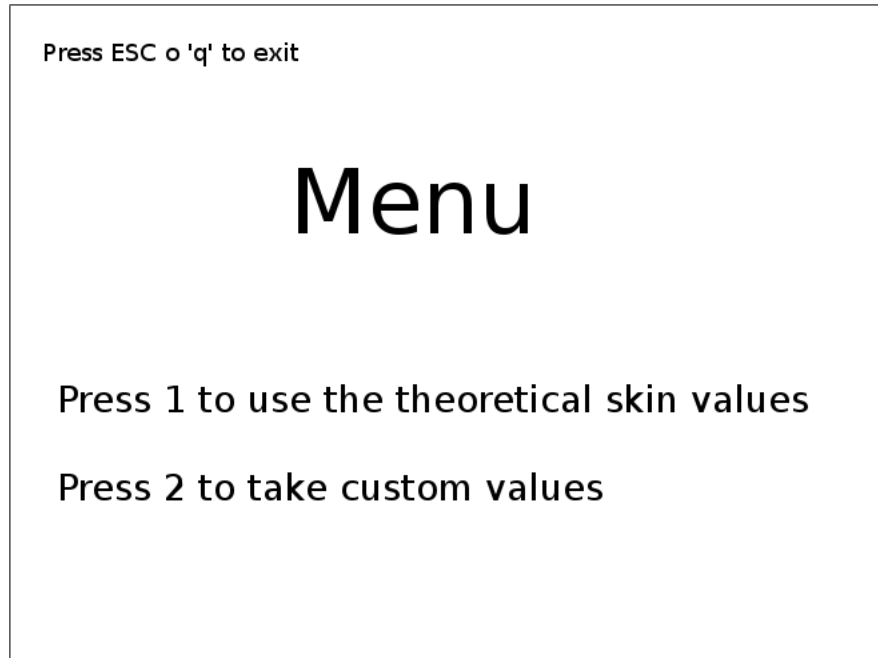 Press ESC o 'q' to exit
Menu
Press 1 to use the theoretical skin values
Press 2 to take custom values